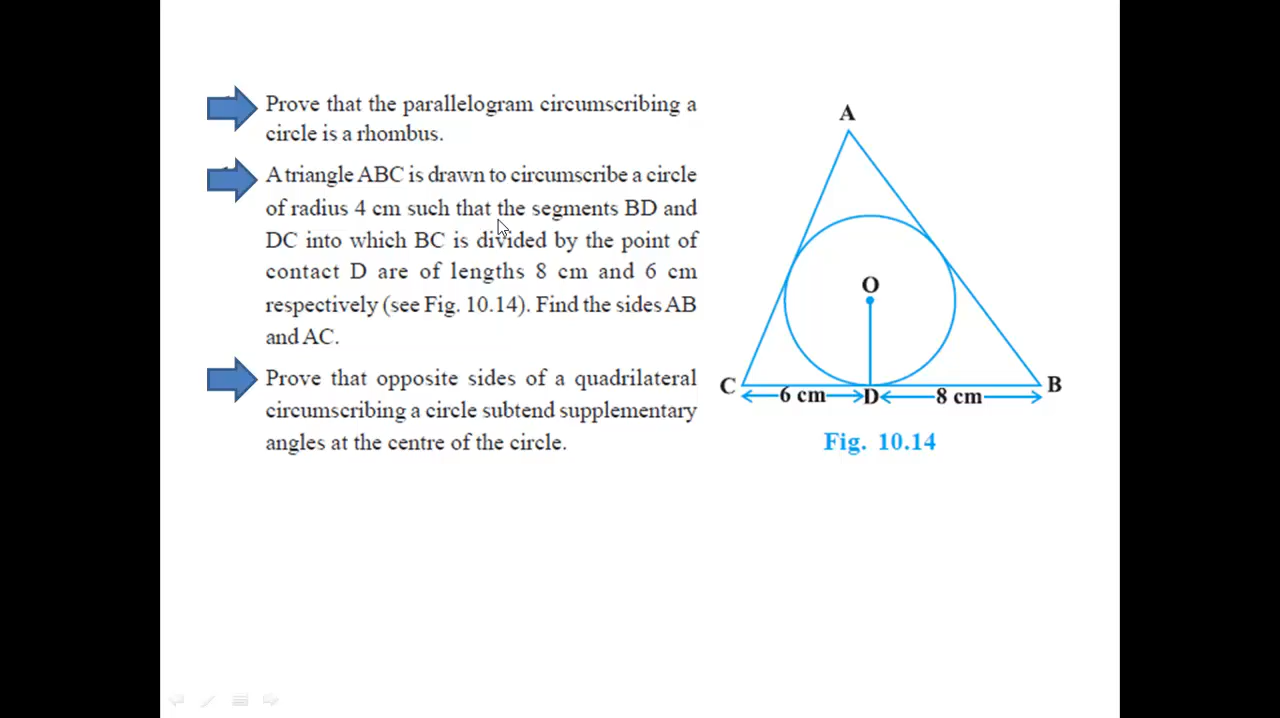 Prove that the parallelogram circumscribing a
circle is a rhombus.
A triangle ABC is drawn to circumscribe a circle
of radius 4 cm such that the segments BD and
DC into which BC is divided by the point of
contact D are of lengths 8 cm and 6 cm
respectively (see Fig. 10.14). Find the sides AB
and AC.
Prove that opposite sides of a quadrilateral
circumscribing a circle subtend supplementary
angles at the centre of the circle.
A
O
C
B
6 cm
D
8 cm
Fig. 10.14